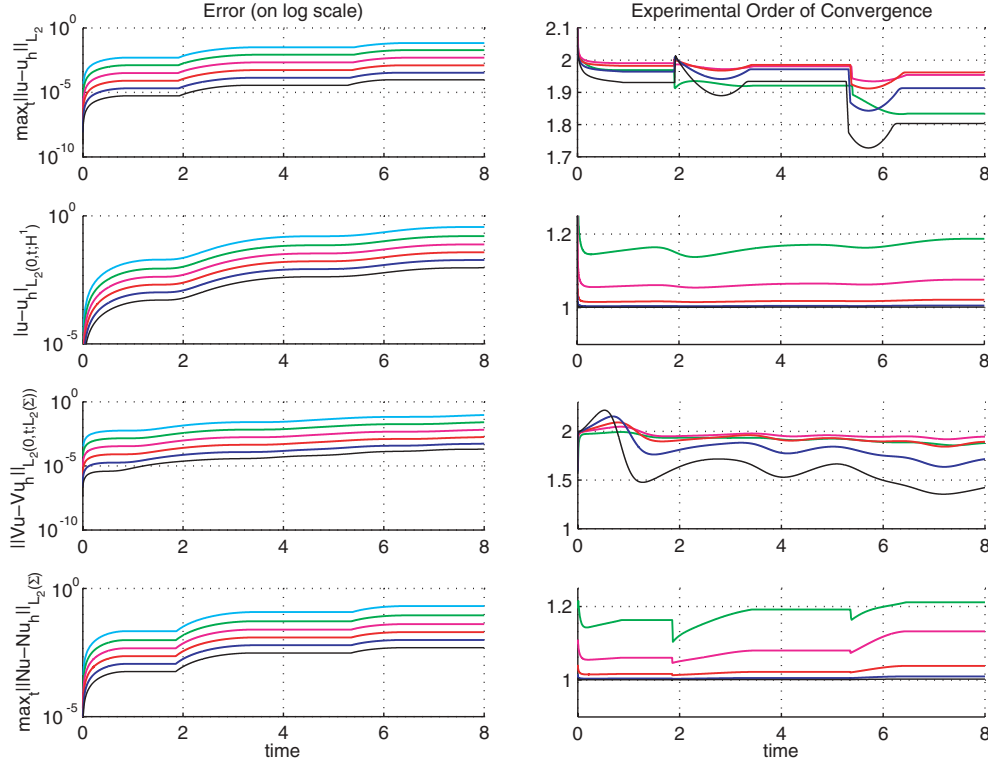 Error (on log scale)
Experimental Order of Convergence
max_t||u−u_h||_{L_2}
10^0
10^{-5}
10^{-10}
0 2 4 6 8
2.1
2
1.9
1.8
1.7
0 2 4 6 8
|u−u_h|_{L_2(0,t;H^1)}
10^0
10^{-5}
0 2 4 6 8
1.2
1
0 2 4 6 8
||Vu−Vu_h||_{L_2(0,t;L_2(Σ))}
10^0
10^{-5}
10^{-10}
0 2 4 6 8
2
1.5
1
0 2 4 6 8
max_t||Nu−Nu_h||_{L_2(Σ)}
10^0
10^{-5}
0 2 4 6 8
time
1.2
1
0 2 4 6 8
time